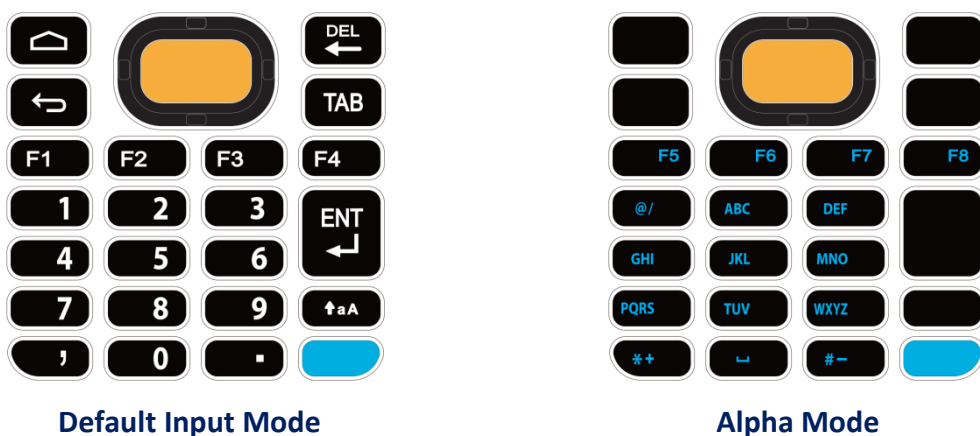 DEL
TAB
F1 F2 F3 F4
1 2 3 ENT
4 5 6
7 8 9 aA
, 0 .
Default Input Mode
F5 F6 F7 F8
@/ ABC DEF
GHI JKL MNO
PQRS TUV WXYZ
*+ ␣ #-
Alpha Mode